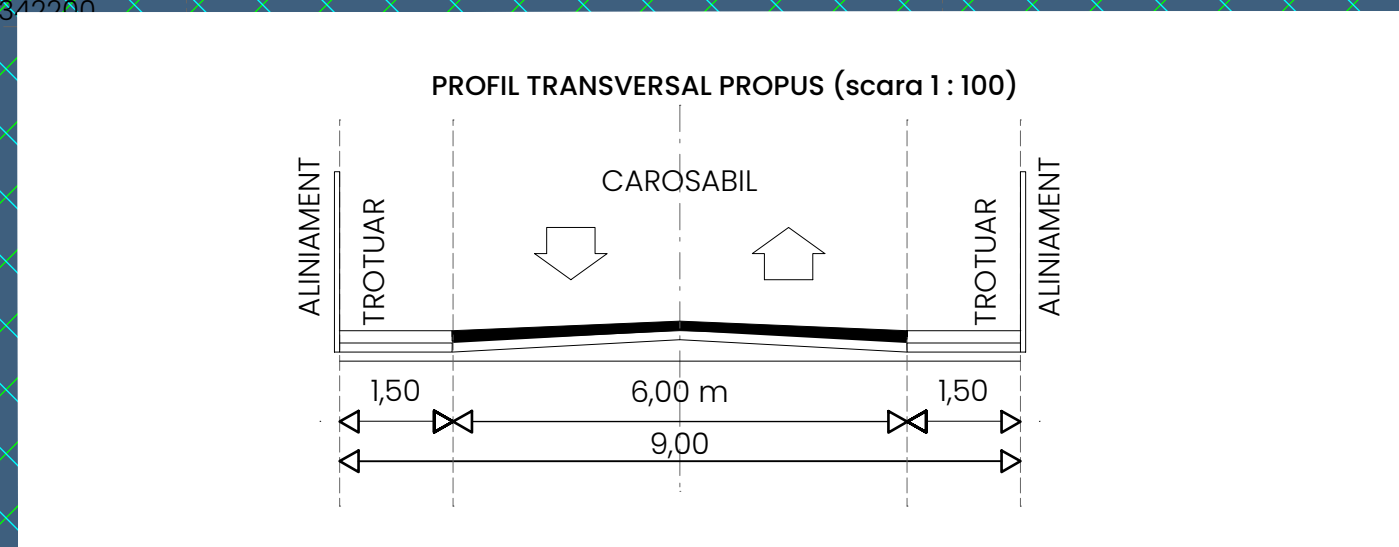 342200
PROFIL TRANSVERSAL PROPUS (scara 1 : 100)
CAROSABIL
ALINIAMENT
TROTUAR
TROTUAR
ALINIAMENT
1,50
6,00 m
1,50
9,00